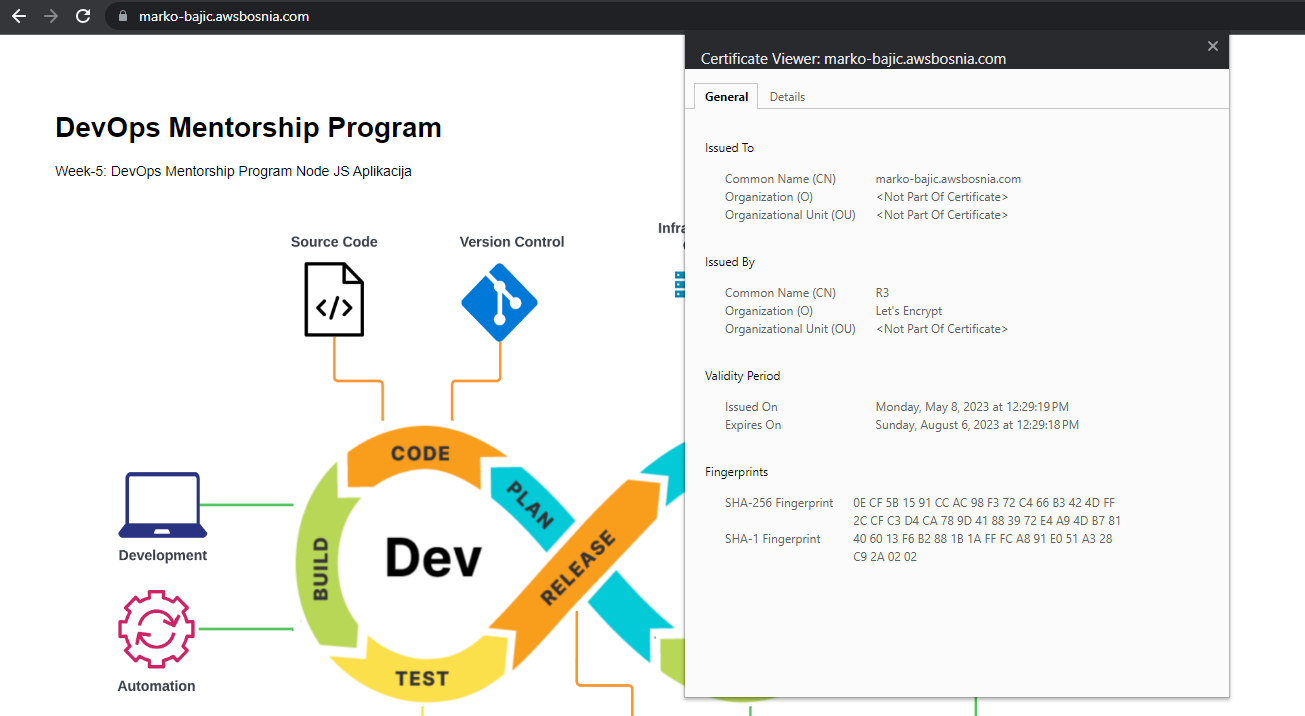 marko-bajic.awsbosnia.com
DevOps Mentorship Program
Week-5: DevOps Mentorship Program Node JS Aplikacija
Source Code
Version Control
Infra
CODE
PLAN
BUILD
Dev
RELEASE
TEST
Development
Automation
Certificate Viewer: marko-bajic.awsbosnia.com
General
Details
Issued To
Common Name (CN) marko-bajic.awsbosnia.com
Organization (O) <Not Part Of Certificate>
Organizational Unit (OU) <Not Part Of Certificate>
Issued By
Common Name (CN) R3
Organization (O) Let's Encrypt
Organizational Unit (OU) <Not Part Of Certificate>
Validity Period
Issued On Monday, May 8, 2023 at 12:29:19 PM
Expires On Sunday, August 6, 2023 at 12:29:18 PM
Fingerprints
SHA-256 Fingerprint 0E CF 5B 15 91 CC AC 98 F3 72 C4 66 B3 42 4D FF
2C CF C3 D4 CA 78 9D 41 88 39 72 E4 A9 4D B7 81
SHA-1 Fingerprint 40 60 13 F6 B2 88 1B 1A FF FC A8 91 E0 51 A3 28
C9 2A 02 02